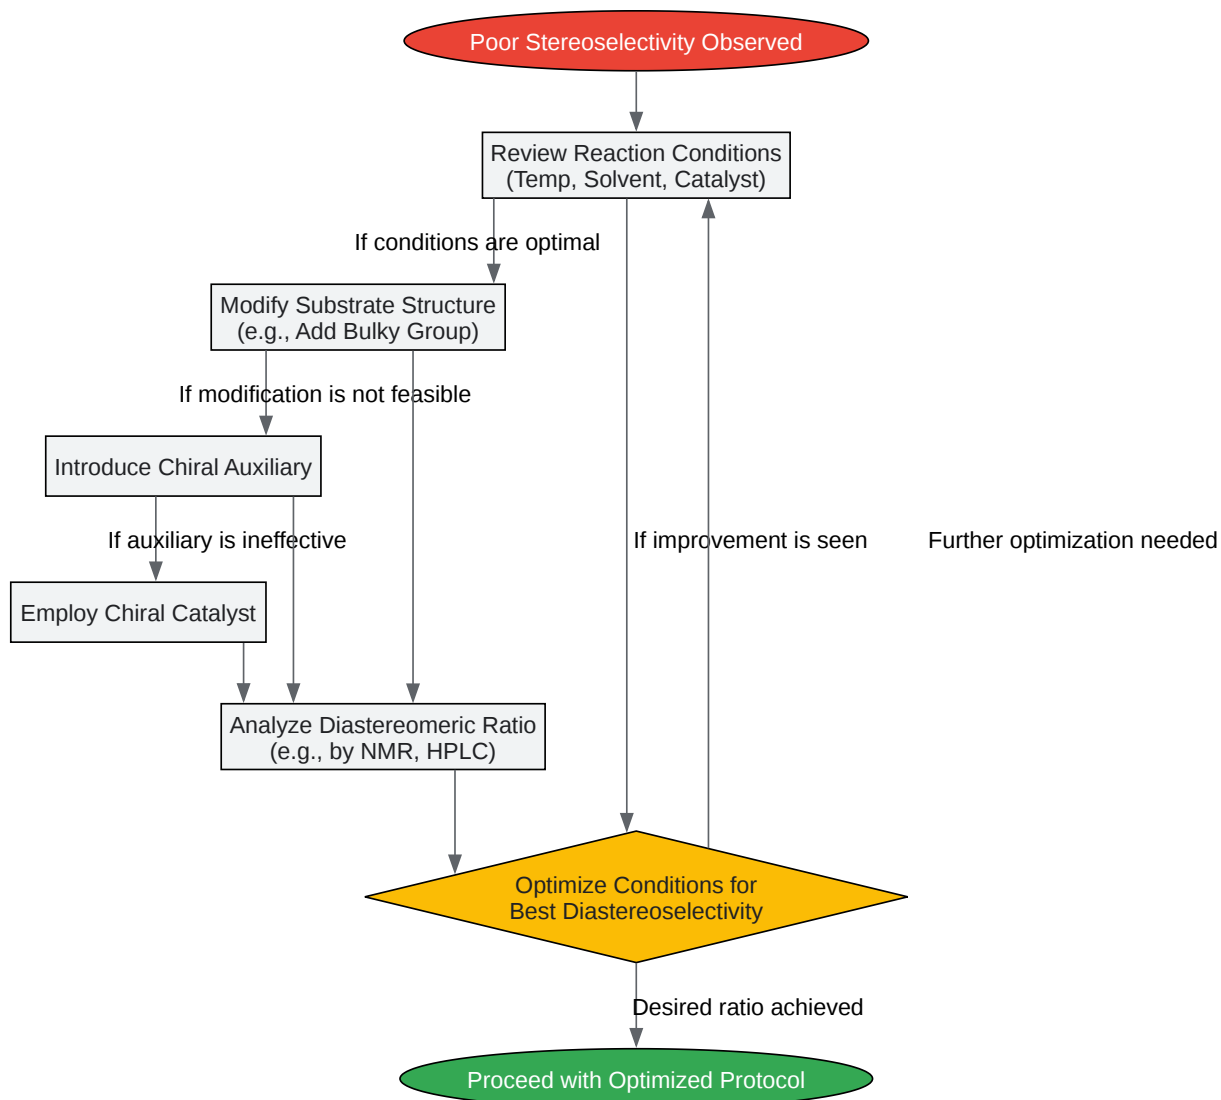 Poor Stereoselectivity Observed
Review Reaction Conditions
(Temp, Solvent, Catalyst)
If conditions are optimal
Modify Substrate Structure
(e.g., Add Bulky Group)
If modification is not feasible
Introduce Chiral Auxiliary
If auxiliary is ineffective
If improvement is seen
Further optimization needed
Employ Chiral Catalyst
Analyze Diastereomeric Ratio
(e.g., by NMR, HPLC)
Optimize Conditions for
Best Diastereoselectivity
Desired ratio achieved
Proceed with Optimized Protocol